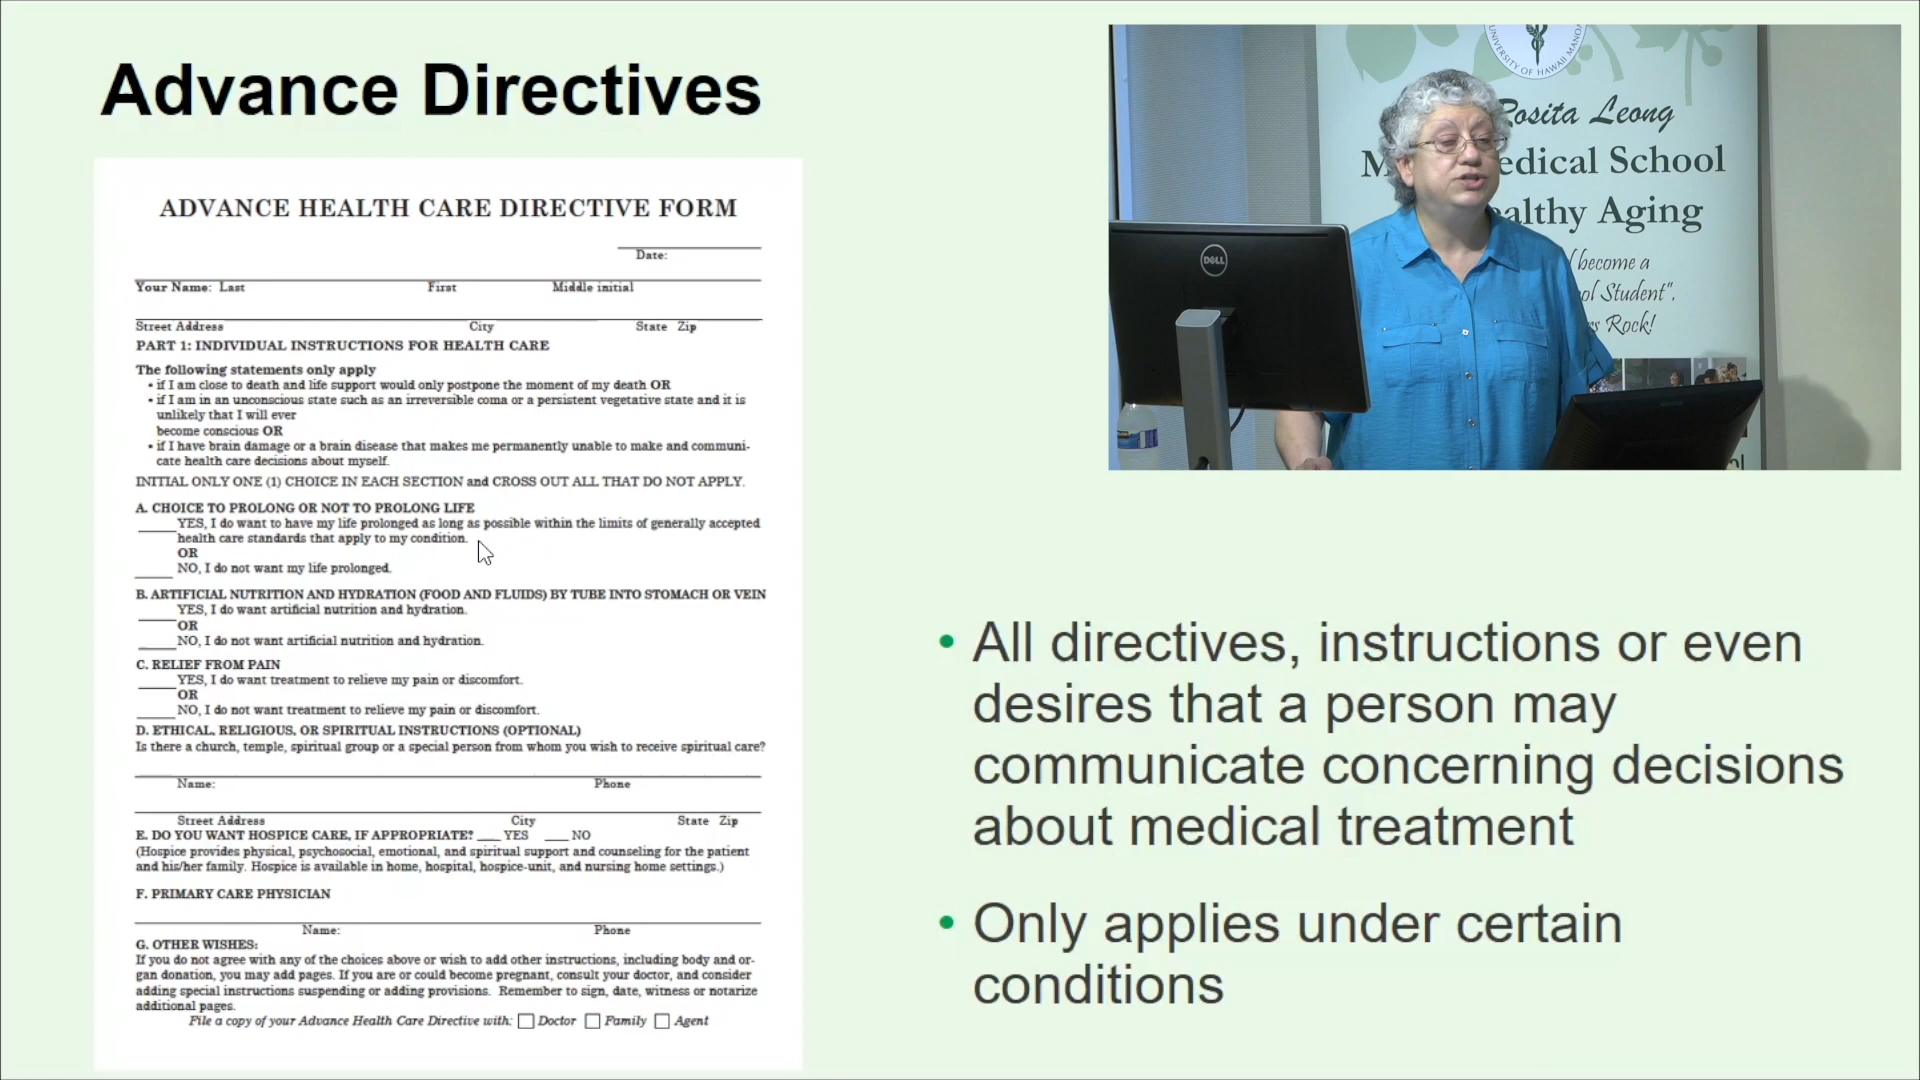 Advance Directives
ADVANCE HEALTH CARE DIRECTIVE FORM
Date:
Your Name: Last First Middle initial
Street Address City State Zip
PART 1: INDIVIDUAL INSTRUCTIONS FOR HEALTH CARE
The following statements only apply
• if I am close to death and life support would only postpone the moment of my death OR
• if I am in an unconscious state such as an irreversible coma or a persistent vegetative state and it is
unlikely that I will ever
become conscious OR
• if I have brain damage or a brain disease that makes me permanently unable to make and communi-
cate health care decisions about myself.
INITIAL ONLY ONE (1) CHOICE IN EACH SECTION and CROSS OUT ALL THAT DO NOT APPLY.
A. CHOICE TO PROLONG OR NOT TO PROLONG LIFE
YES, I do want to have my life prolonged as long as possible within the limits of generally accepted
health care standards that apply to my condition.
OR
NO, I do not want my life prolonged.
B. ARTIFICIAL NUTRITION AND HYDRATION (FOOD AND FLUIDS) BY TUBE INTO STOMACH OR VEIN
YES, I do want artificial nutrition and hydration.
OR
NO, I do not want artificial nutrition and hydration.
C. RELIEF FROM PAIN
YES, I do want treatment to relieve my pain or discomfort.
OR
NO, I do not want treatment to relieve my pain or discomfort.
D. ETHICAL, RELIGIOUS, OR SPIRITUAL INSTRUCTIONS (OPTIONAL)
Is there a church, temple, spiritual group or a special person from whom you wish to receive spiritual care?
Name: Phone
Street Address City State Zip
E. DO YOU WANT HOSPICE CARE, IF APPROPRIATE? ___ YES ___ NO
(Hospice provides physical, psychosocial, emotional, and spiritual support and counseling for the patient
and his/her family. Hospice is available in home, hospital, hospice-unit, and nursing home settings.)
F. PRIMARY CARE PHYSICIAN
Name: Phone
G. OTHER WISHES:
If you do not agree with any of the choices above or wish to add other instructions, including body and or-
gan donation, you may add pages. If you are or could become pregnant, consult your doctor, and consider
adding special instructions suspending or adding provisions. Remember to sign, date, witness or notarize
additional pages.
File a copy of your Advance Health Care Directive with: Doctor Family Agent
UNIVERSITY OF HAWAII MANOA
Rosita Leong
Medical School
Healthy Aging
become a
Student".
Rock!
DELL
• All directives, instructions or even
desires that a person may
communicate concerning decisions
about medical treatment
• Only applies under certain
conditions